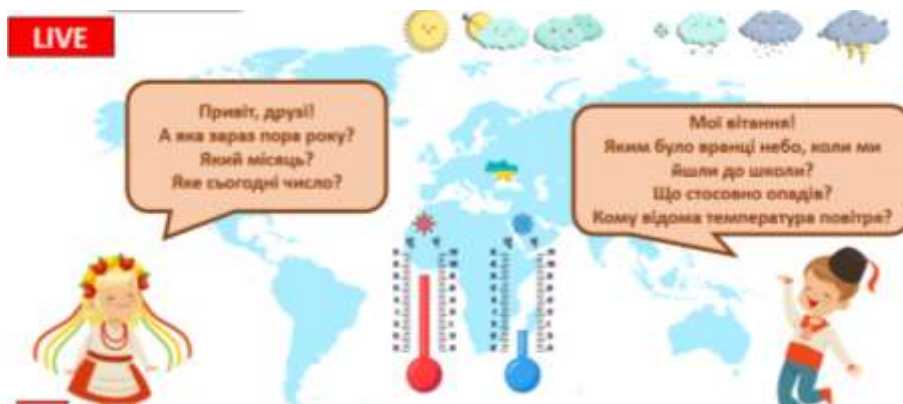 LIVE
Привіт, друзі!
А яка зараз пора року?
Який місяць?
Яке сьогодні число?
Мої вітання!
Яким було вранці небо, коли ми
йшли до школи?
Що стосовно опадів?
Кому відома температура повітря?